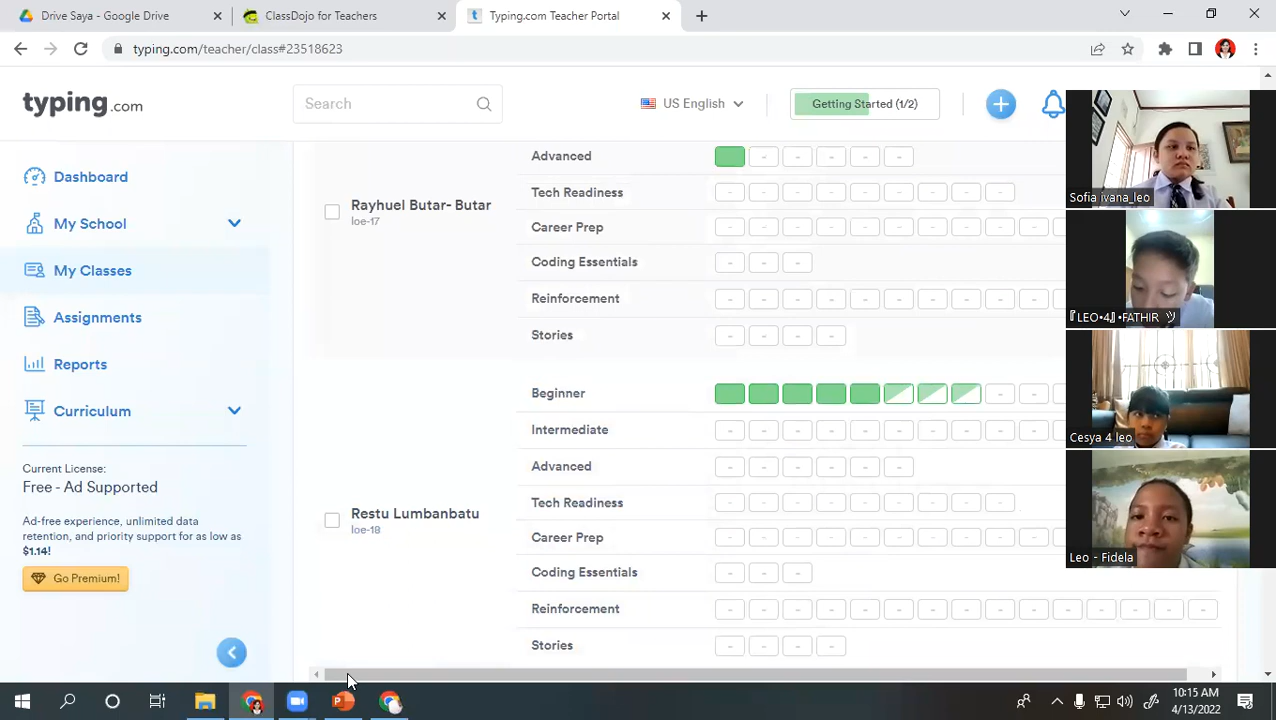 Drive Saya - Google Drive
ClassDojo for Teachers
Typing.com Teacher Portal
typing.com/teacher/class#23518623
typing.com
Search
US English
Getting Started (1/2)
Dashboard
My School
My Classes
Assignments
Reports
Curriculum
Current License:
Free - Ad Supported
Ad-free experience, unlimited data
retention, and priority support for as low as
$1.14!
Go Premium!
Rayhuel Butar- Butar
loe-17
Advanced
Tech Readiness
Career Prep
Coding Essentials
Reinforcement
Stories
Restu Lumbanbatu
loe-18
Beginner
Intermediate
Advanced
Tech Readiness
Career Prep
Coding Essentials
Reinforcement
Stories
Sofia ivana_leo
『LEO•4』•FATHIR ツ
Cesya 4 leo
Leo - Fidela
10:15 AM
4/13/2022